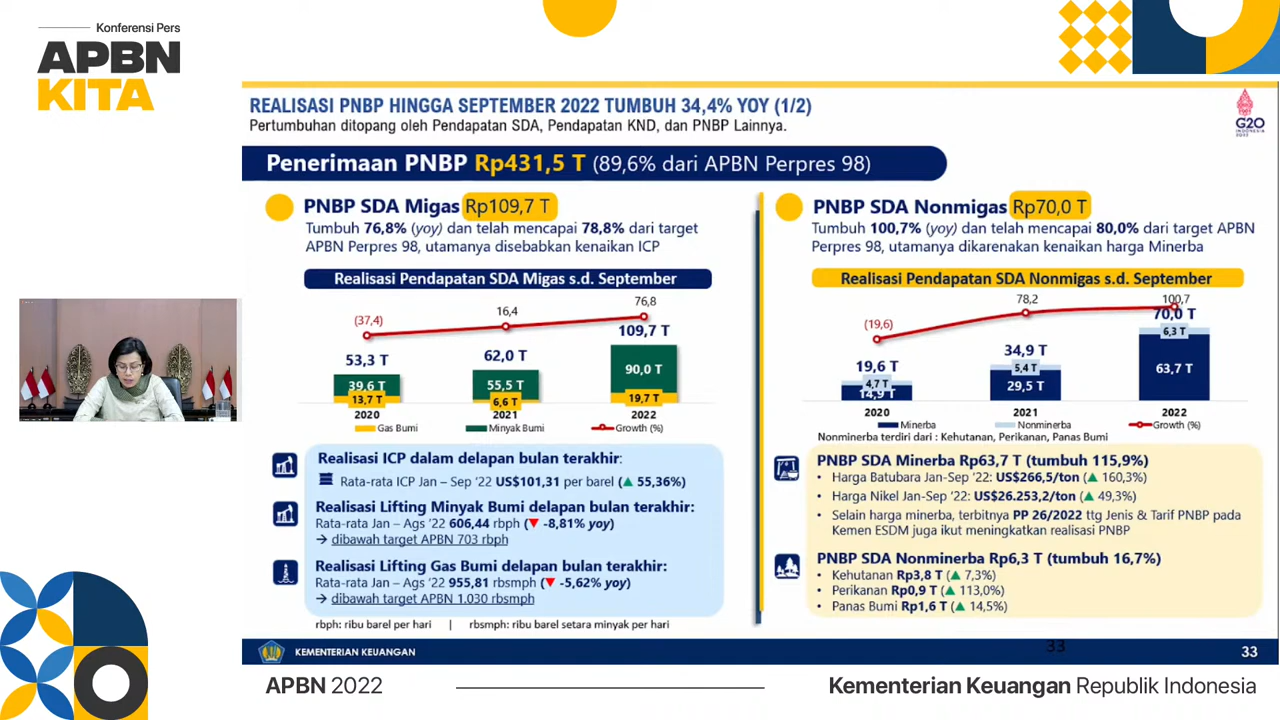 Konferensi Pers
APBN
KITA
REALISASI PNBP HINGGA SEPTEMBER 2022 TUMBUH 34,4% YOY (1/2)
Pertumbuhan ditopang oleh Pendapatan SDA, Pendapatan KND, dan PNBP Lainnya.
G20
INDONESIA
2022
Penerimaan PNBP Rp431,5 T (89,6% dari APBN Perpres 98)
PNBP SDA Migas Rp109,7 T
Tumbuh 76,8% (yoy) dan telah mencapai 78,8% dari target
APBN Perpres 98, utamanya disebabkan kenaikan ICP
Realisasi Pendapatan SDA Migas s.d. September
(37,4)
16,4
76,8
53,3 T
62,0 T
109,7 T
39,6 T
55,5 T
90,0 T
13,7 T
6,6 T
19,7 T
2020
2021
2022
Gas Bumi
Minyak Bumi
Growth (%)
Realisasi ICP dalam delapan bulan terakhir:
Rata-rata ICP Jan – Sep '22 US$101,31 per barel (▲ 55,36%)
Realisasi Lifting Minyak Bumi delapan bulan terakhir:
Rata-rata Jan – Ags '22 606,44 rbph (▼ -8,81% yoy)
→ dibawah target APBN 703 rbph
Realisasi Lifting Gas Bumi delapan bulan terakhir:
Rata-rata Jan – Ags '22 955,81 rbsmph (▼ -5,62% yoy)
→ dibawah target APBN 1.030 rbsmph
rbph: ribu barel per hari | rbsmph: ribu barel setara minyak per hari
PNBP SDA Nonmigas Rp70,0 T
Tumbuh 100,7% (yoy) dan telah mencapai 80,0% dari target APBN
Perpres 98, utamanya dikarenakan kenaikan harga Minerba
Realisasi Pendapatan SDA Nonmigas s.d. September
(19,6)
78,2
100,7
19,6 T
34,9 T
70,0 T
4,7 T
5,4 T
6,3 T
14,9 T
29,5 T
63,7 T
2020
2021
2022
Minerba
Nonminerba
Growth (%)
Nonminerba terdiri dari : Kehutanan, Perikanan, Panas Bumi
PNBP SDA Minerba Rp63,7 T (tumbuh 115,9%)
• Harga Batubara Jan-Sep '22: US$266,5/ton (▲ 160,3%)
• Harga Nikel Jan-Sep '22: US$26.253,2/ton (▲ 49,3%)
• Selain harga minerba, terbitnya PP 26/2022 ttg Jenis & Tarif PNBP pada
Kemen ESDM juga ikut meningkatkan realisasi PNBP
PNBP SDA Nonminerba Rp6,3 T (tumbuh 16,7%)
• Kehutanan Rp3,8 T (▲ 7,3%)
• Perikanan Rp0,9 T (▲ 113,0%)
• Panas Bumi Rp1,6 T (▲ 14,5%)
33
KEMENTERIAN KEUANGAN
33
APBN 2022
Kementerian Keuangan Republik Indonesia